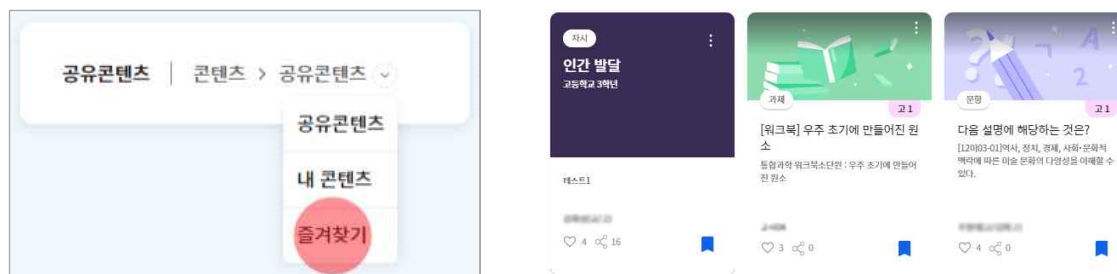 공유콘텐츠 | 콘텐츠 > 공유콘텐츠
공유콘텐츠
내 콘텐츠
즐겨찾기
차시
인간 발달
고등학교 3학년
테스트1
4 16
과제
고1
[워크북] 우주 초기에 만들어진 원
소
통합과학 워크북소단원 : 우주 초기에 만들어
진 원소
3 0
문항
고1
다음 설명에 해당하는 것은?
[12미03-01]역사, 정치, 경제, 사회·문화적
맥락에 따른 미술 문화의 다양성을 이해할 수
있다.
4 0